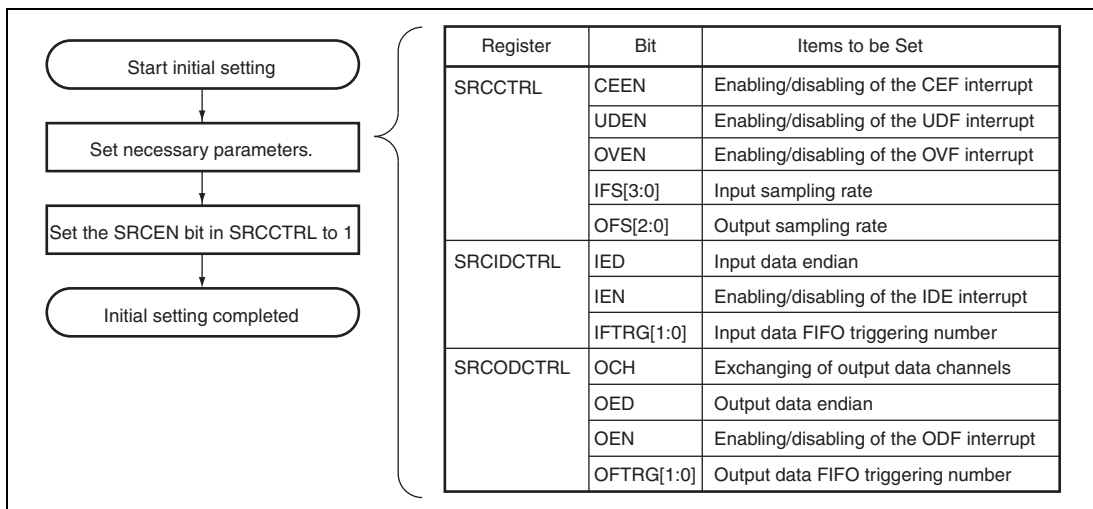 Start initial setting
Set necessary parameters.
Set the SRCEN bit in SRCCTRL to 1
Initial setting completed
Register Bit Items to be Set
SRCCTRL CEEN Enabling/disabling of the CEF interrupt
UDEN Enabling/disabling of the UDF interrupt
OVEN Enabling/disabling of the OVF interrupt
IFS[3:0] Input sampling rate
OFS[2:0] Output sampling rate
SRCIDCTRL IED Input data endian
IEN Enabling/disabling of the IDE interrupt
IFTRG[1:0] Input data FIFO triggering number
SRCODCTRL OCH Exchanging of output data channels
OED Output data endian
OEN Enabling/disabling of the ODF interrupt
OFTRG[1:0] Output data FIFO triggering number